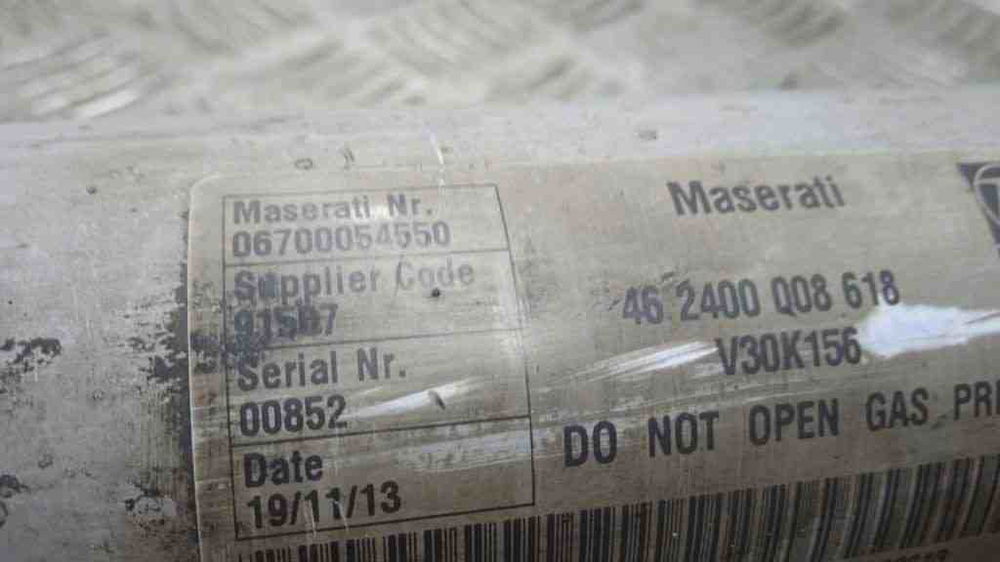 Maserati Nr.
06700054550
Supplier Code
Serial Nr.
00852
Date
19/11/13
Maserati
46 2400 Q08 618
V30K156
DO NOT OPEN GAS